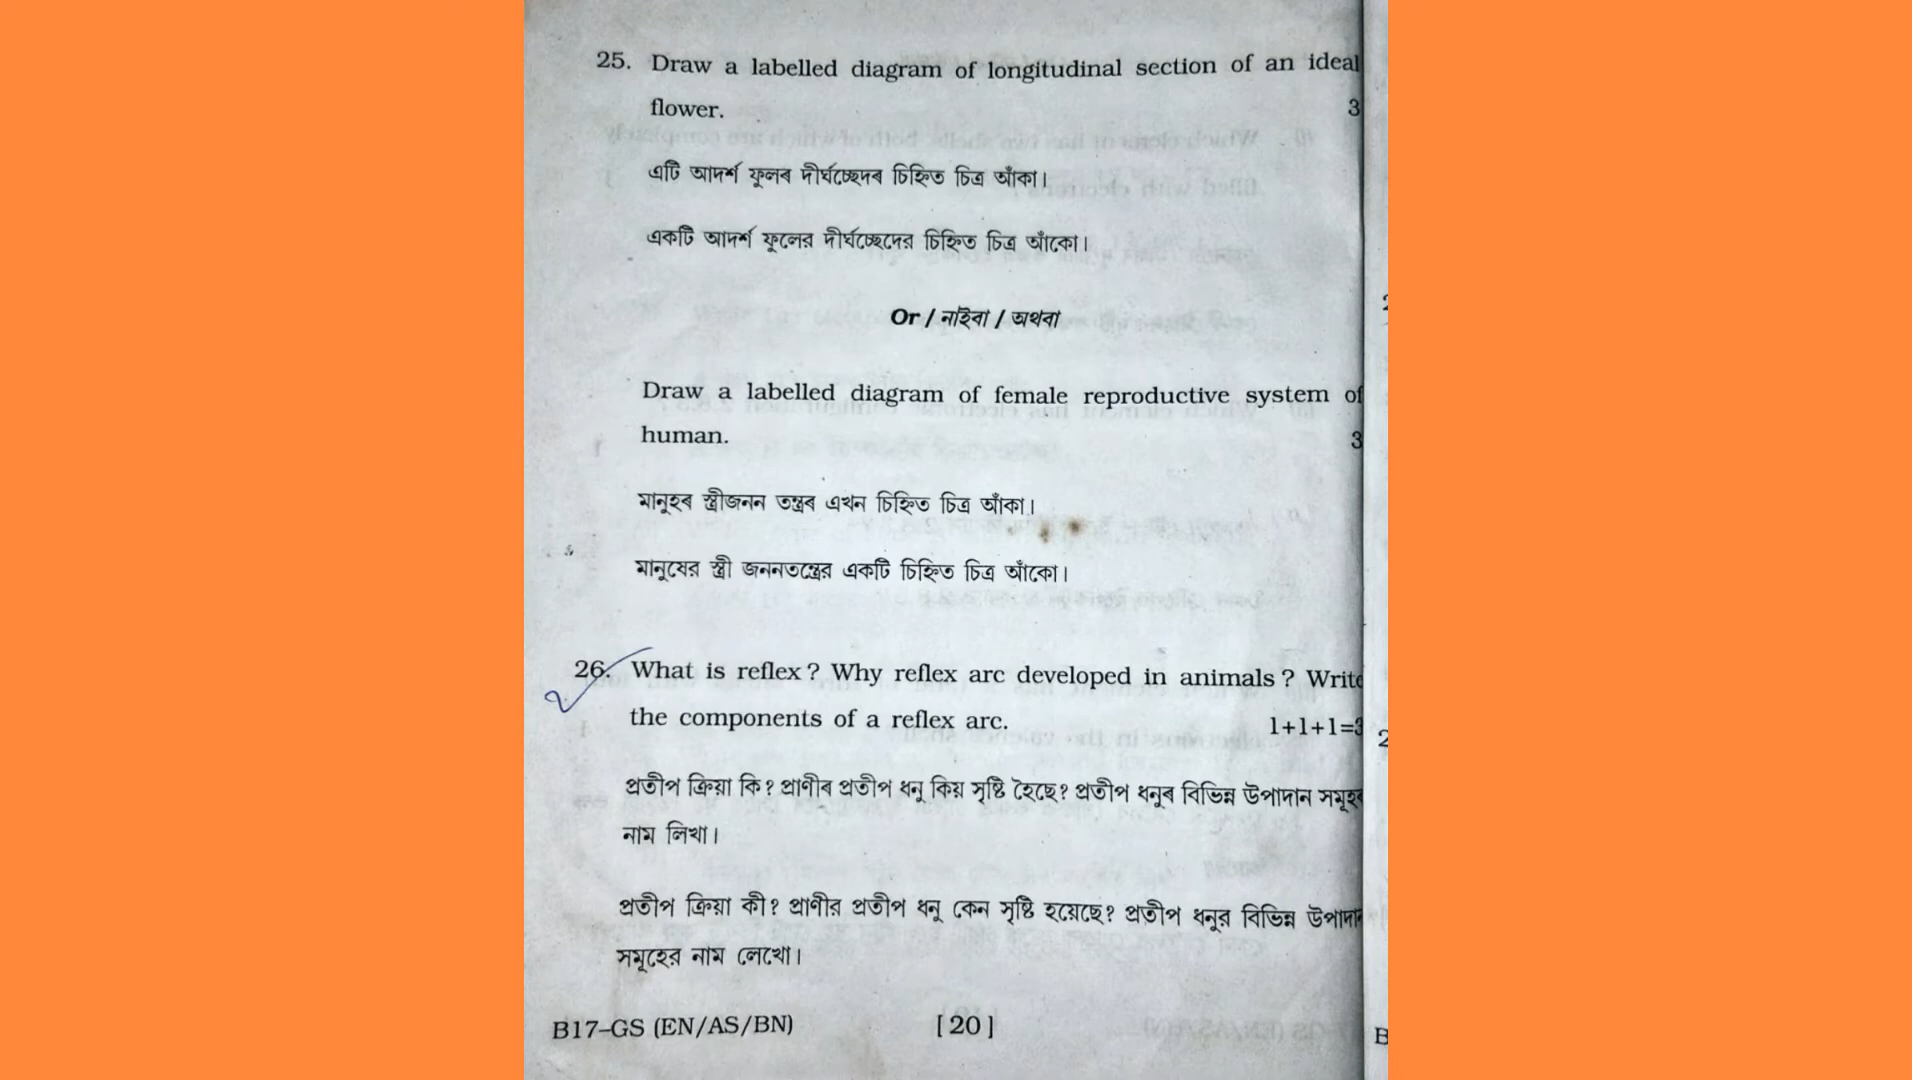 25. Draw a labelled diagram of longitudinal section of an ideal
flower. 3
এটি আদর্শ ফুলৰ দীৰ্ঘচ্ছেদৰ চিহ্নিত চিত্ৰ আঁকা।
একটি আদর্শ ফুলের দীর্ঘচ্ছেদের চিহ্নিত চিত্র আঁকো।
Or / নাইবা / অথবা
Draw a labelled diagram of female reproductive system of
human. 3
মানুহৰ স্ত্ৰীজনন তন্ত্ৰৰ এখন চিহ্নিত চিত্ৰ আঁকা।
মানুষের স্ত্রী জননতন্ত্রের একটি চিহ্নিত চিত্র আঁকো।
26. What is reflex? Why reflex arc developed in animals? Write
the components of a reflex arc. 1+1+1=3
প্ৰতীপ ক্ৰিয়া কি? প্ৰাণীৰ প্ৰতীপ ধনু কিয় সৃষ্টি হৈছে? প্ৰতীপ ধনুৰ বিভিন্ন উপাদান সমূহৰ
নাম লিখা।
প্রতীপ ক্রিয়া কী? প্রাণীর প্রতীপ ধনু কেন সৃষ্টি হয়েছে? প্রতীপ ধনুর বিভিন্ন উপাদান
সমূহের নাম লেখো।
B17–GS (EN/AS/BN) [ 20 ]